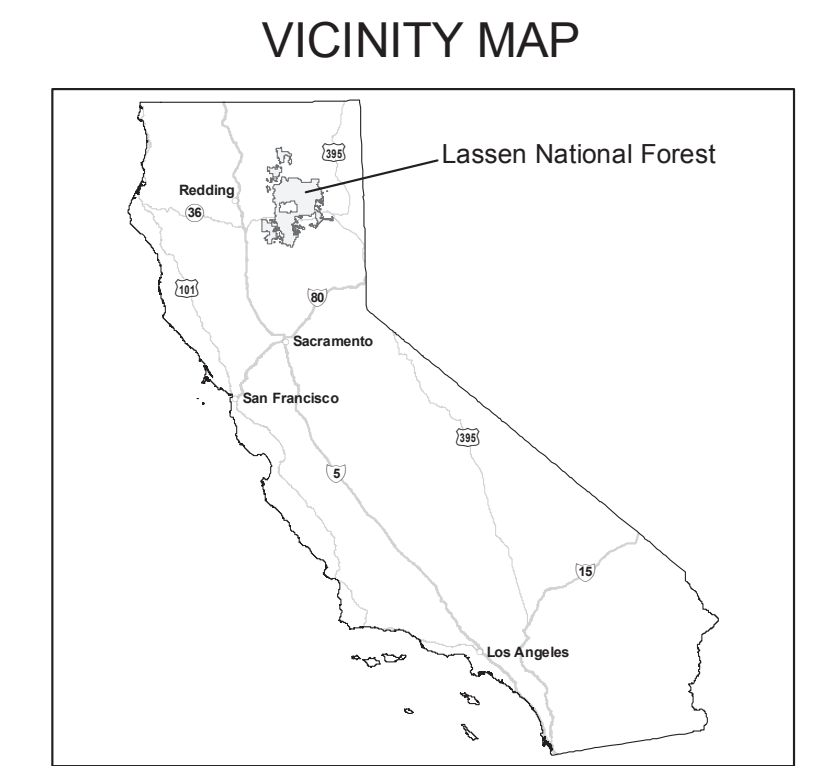 VICINITY MAP
Lassen National Forest
395
Redding
36
101
80
Sacramento
San Francisco
395
5
15
Los Angeles